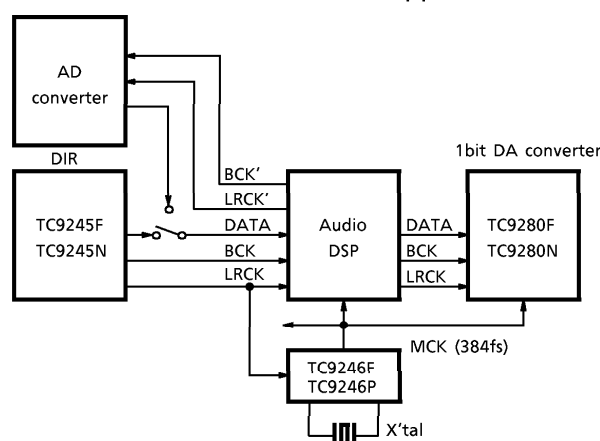 AD
converter
DIR
1bit DA converter
BCK'
LRCK'
TC9245F
TC9245N
DATA
BCK
LRCK
Audio
DSP
DATA
BCK
LRCK
TC9280F
TC9280N
MCK (384fs)
TC9246F
TC9246P
X'tal